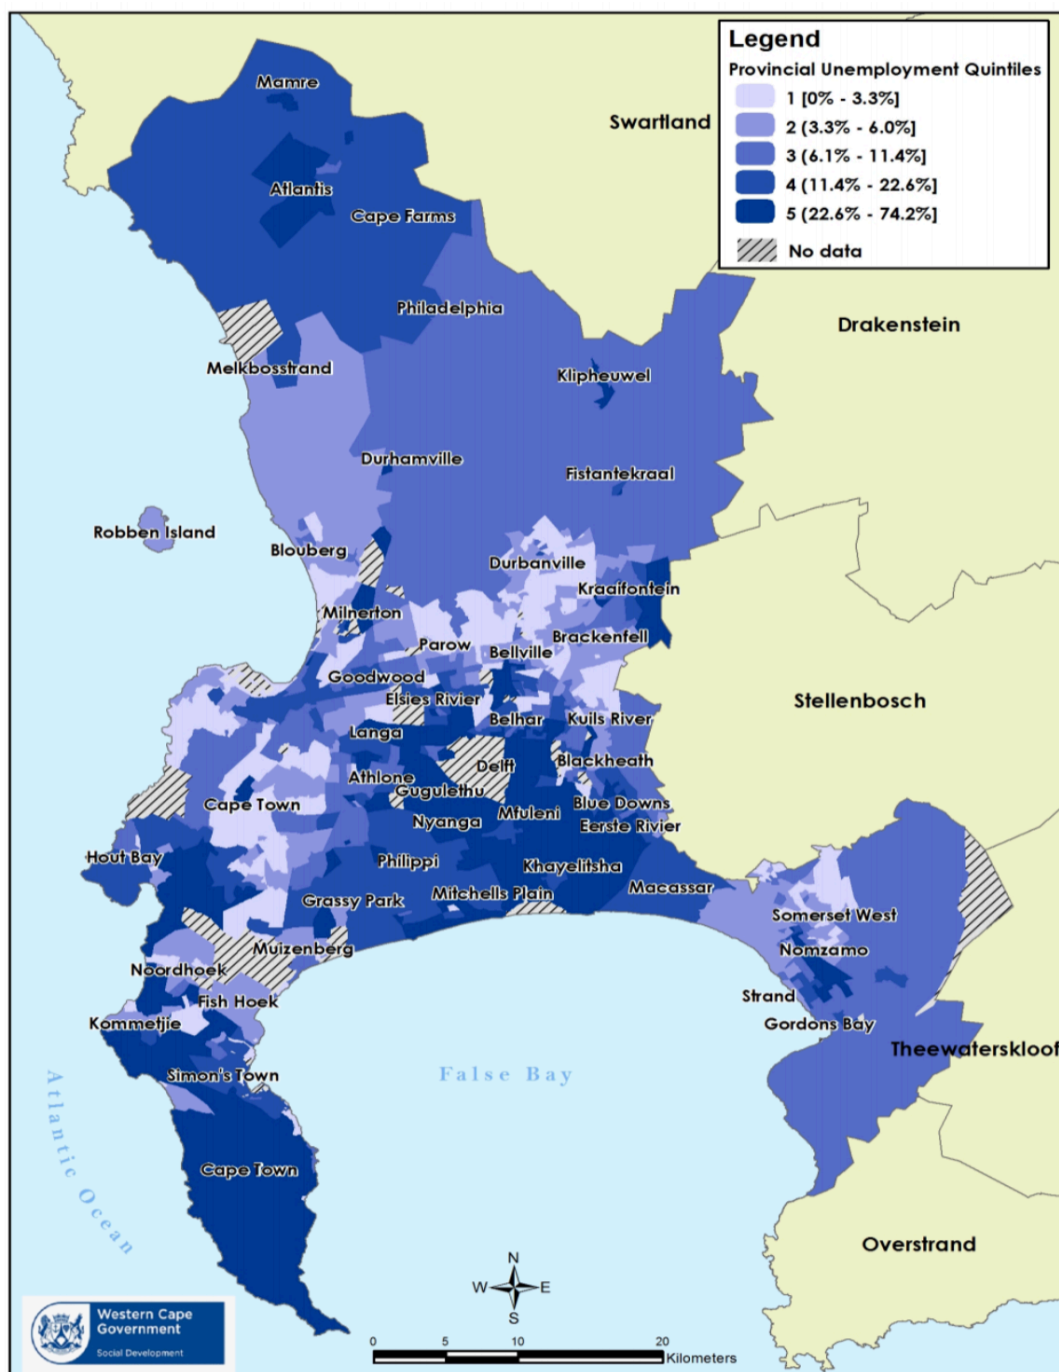 Legend
Provincial Unemployment Quintiles
1 [0% - 3.3%]
2 (3.3% - 6.0%]
3 (6.1% - 11.4%]
4 (11.4% - 22.6%]
5 (22.6% - 74.2%]
No data
Mamre
Swartland
Atlantis
Cape Farms
Philadelphia
Drakenstein
Melkbosstrand
Klipheuwel
Durhamville
Fistantekraal
Robben Island
Blouberg
Durbanville
Kraaifontein
Milnerton
Brackenfell
Parow
Bellville
Goodwood
Elsies Rivier
Stellenbosch
Belhar
Kuils River
Langa
Blackheath
Delft
Athlone
Gugulethu
Cape Town
Blue Downs
Mfuleni
Nyanga
Eerste Rivier
Hout Bay
Philippi
Khayelitsha
Mitchells Plain
Macassar
Grassy Park
Somerset West
Muizenberg
Nomzamo
Noordhoek
Strand
Fish Hoek
Kommetjie
Gordons Bay
Theewaterskloof
Simon's Town
False Bay
Atlantic Ocean
Cape Town
Overstrand
N
W E
S
Western Cape
Government
Social Development
0 5 10 20
Kilometers